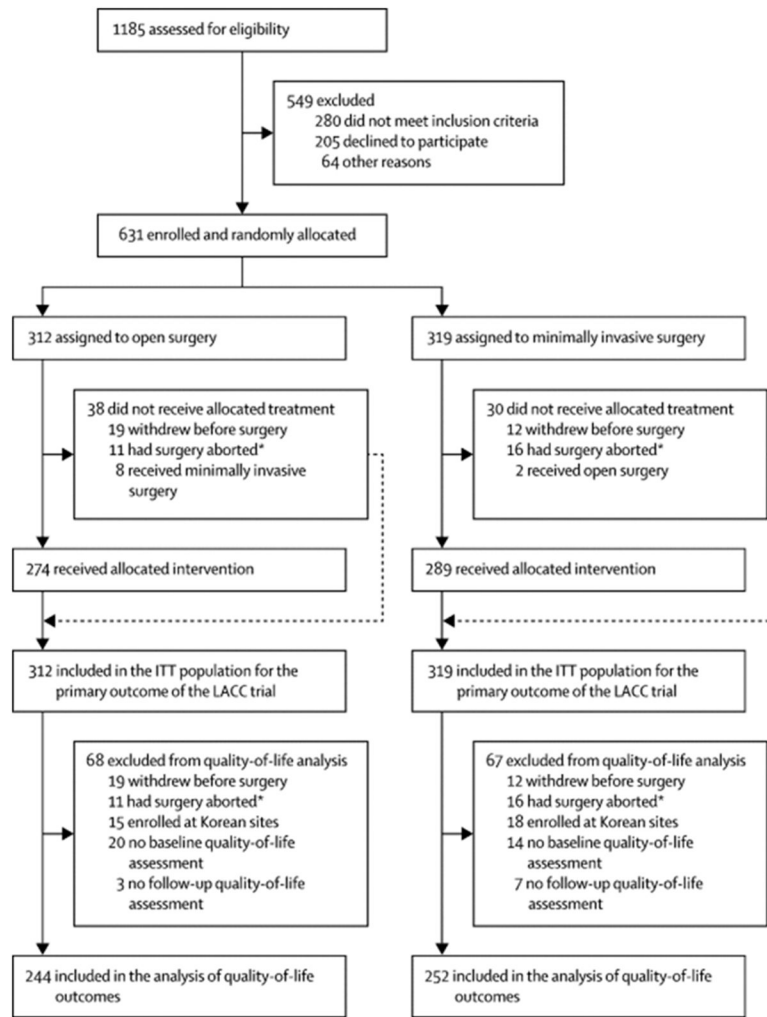 1185 assessed for eligibility
549 excluded
280 did not meet inclusion criteria
205 declined to participate
64 other reasons
631 enrolled and randomly allocated
312 assigned to open surgery
319 assigned to minimally invasive surgery
38 did not receive allocated treatment
19 withdrew before surgery
11 had surgery aborted*
8 received minimally invasive
surgery
30 did not receive allocated treatment
12 withdrew before surgery
16 had surgery aborted*
2 received open surgery
274 received allocated intervention
289 received allocated intervention
312 included in the ITT population for the
primary outcome of the LACC trial
319 included in the ITT population for the
primary outcome of the LACC trial
68 excluded from quality-of-life analysis
19 withdrew before surgery
11 had surgery aborted*
15 enrolled at Korean sites
20 no baseline quality-of-life
assessment
3 no follow-up quality-of-life
assessment
67 excluded from quality-of-life analysis
12 withdrew before surgery
16 had surgery aborted*
18 enrolled at Korean sites
14 no baseline quality-of-life
assessment
7 no follow-up quality-of-life
assessment
244 included in the analysis of quality-of-life
outcomes
252 included in the analysis of quality-of-life
outcomes